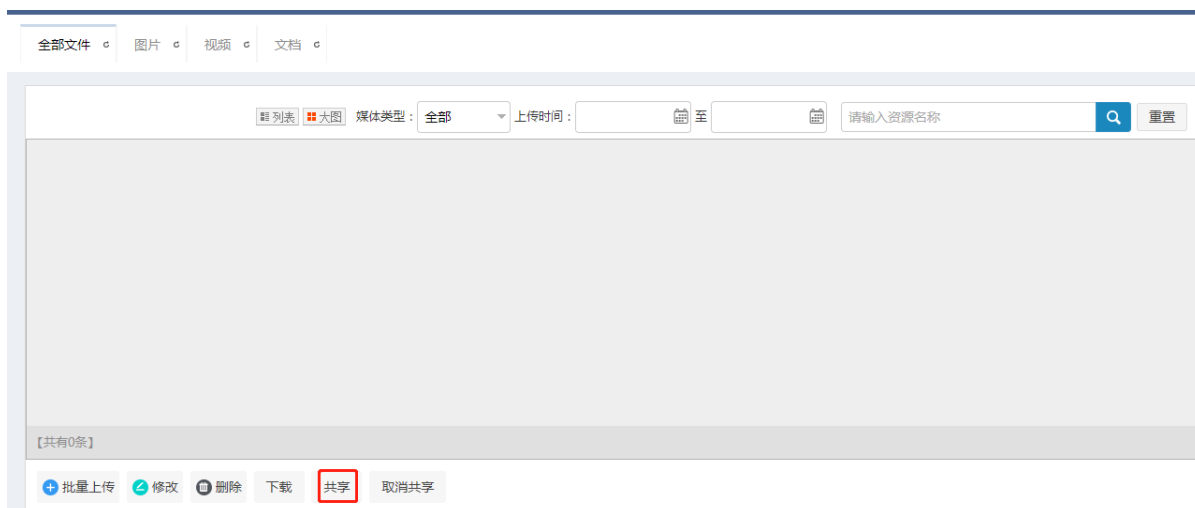 全部文件 图片 视频 文档
列表 大图 媒体类型： 全部 上传时间： 至 请输入资源名称 重置
【共有0条】
批量上传 修改 删除 下载 共享 取消共享